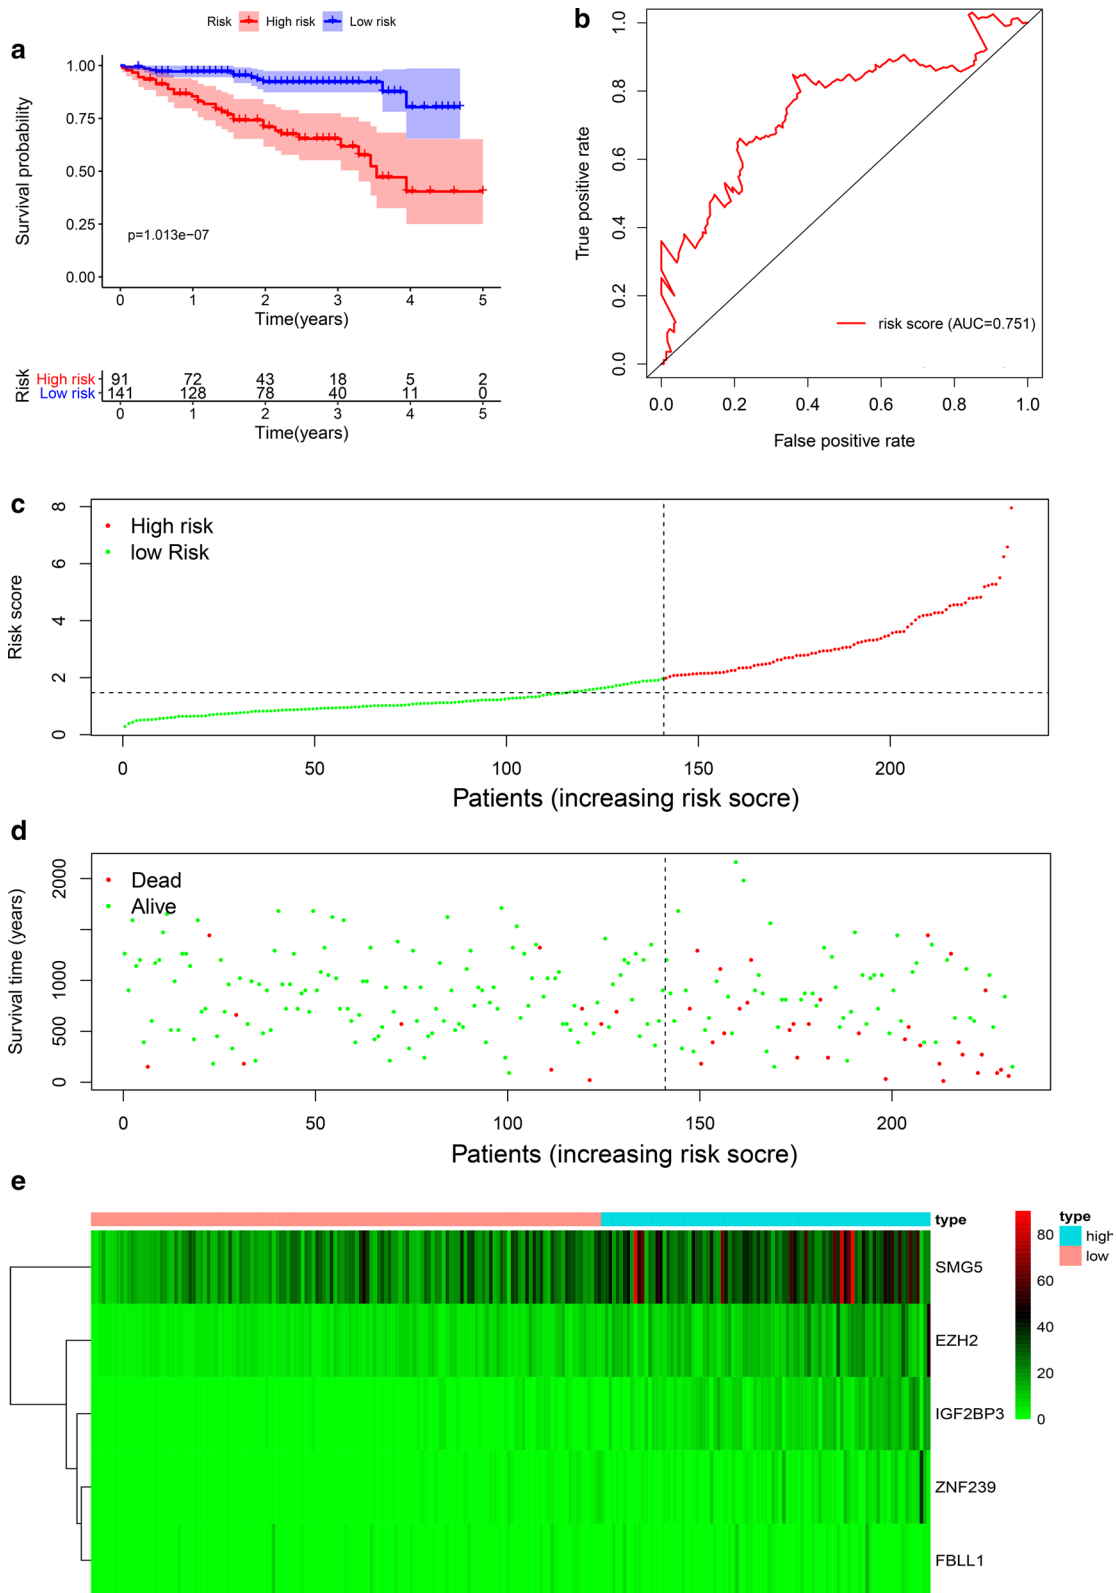 a
Risk High risk Low risk
Survival probability
1.00
0.75
0.50
0.25
0.00
p=1.013e−07
0 1 2 3 4 5
Time(years)
Risk
High risk 91 72 43 18 5 2
Low risk 141 128 78 40 11 0
0 1 2 3 4 5
Time(years)
b
True positive rate
1.0
0.8
0.6
0.4
0.2
0.0
risk score (AUC=0.751)
0.0 0.2 0.4 0.6 0.8 1.0
False positive rate
c
Risk score
8
6
4
2
0
High risk
low Risk
0 50 100 150 200
Patients (increasing risk socre)
d
Survival time (years)
2000
1000
500
0
Dead
Alive
0 50 100 150 200
Patients (increasing risk socre)
e
type
SMG5
EZH2
IGF2BP3
ZNF239
FBLL1
80
60
40
20
0
type
high
low